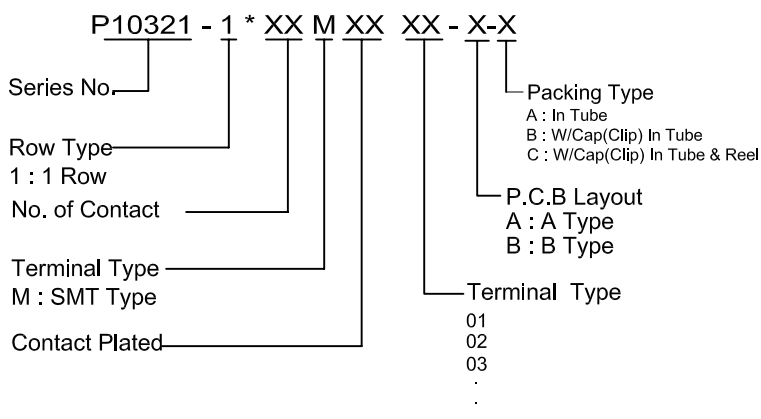 P10321 - 1 * XX M XX XX - X-X
Series No.
Row Type
1 : 1 Row
No. of Contact
Terminal Type
M : SMT Type
Contact Plated
Packing Type
A : In Tube
B : W/Cap(Clip) In Tube
C : W/Cap(Clip) In Tube & Reel
P.C.B Layout
A : A Type
B : B Type
Terminal Type
01
02
03
.
.